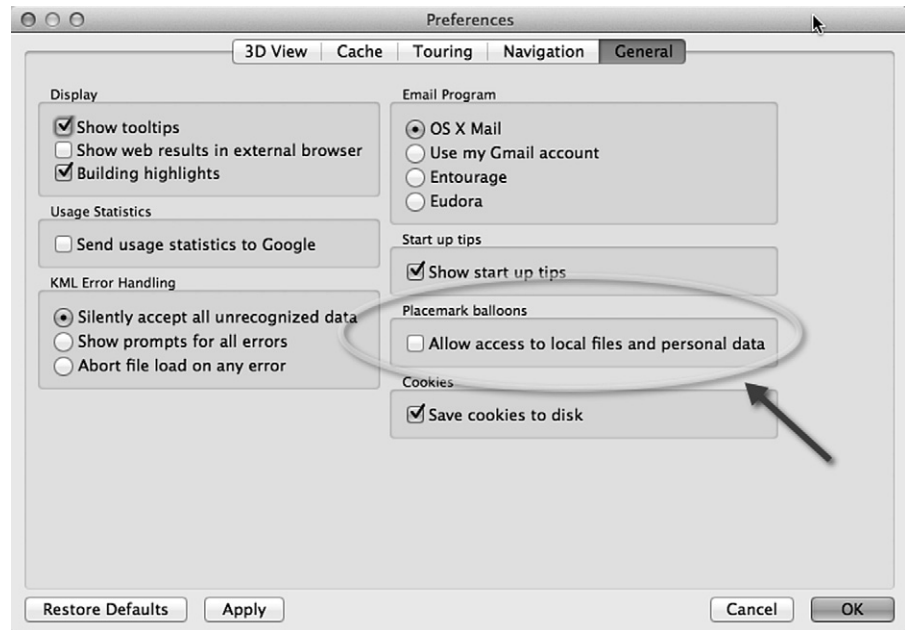 Preferences
3D View Cache Touring Navigation General
Display
Show tooltips
Show web results in external browser
Building highlights
Usage Statistics
Send usage statistics to Google
KML Error Handling
Silently accept all unrecognized data
Show prompts for all errors
Abort file load on any error
Email Program
OS X Mail
Use my Gmail account
Entourage
Eudora
Start up tips
Show start up tips
Placemark balloons
Allow access to local files and personal data
Cookies
Save cookies to disk
Restore Defaults Apply Cancel OK